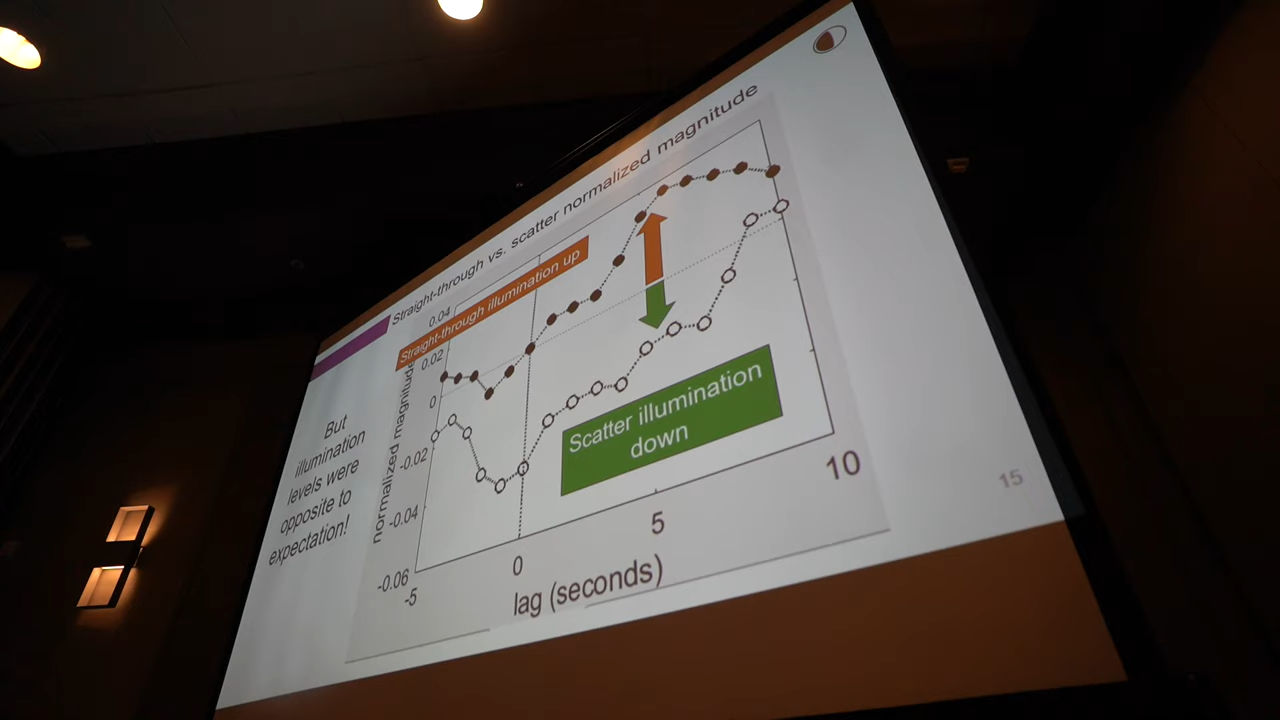 Straight-through vs. scatter normalized magnitude
But
illumination
levels were
opposite to
expectation!
Straight-through illumination up
Scatter illumination
down
normalized magnitude
0.04
0.02
0
-0.02
-0.04
-0.06
-5
0
5
10
lag (seconds)
15